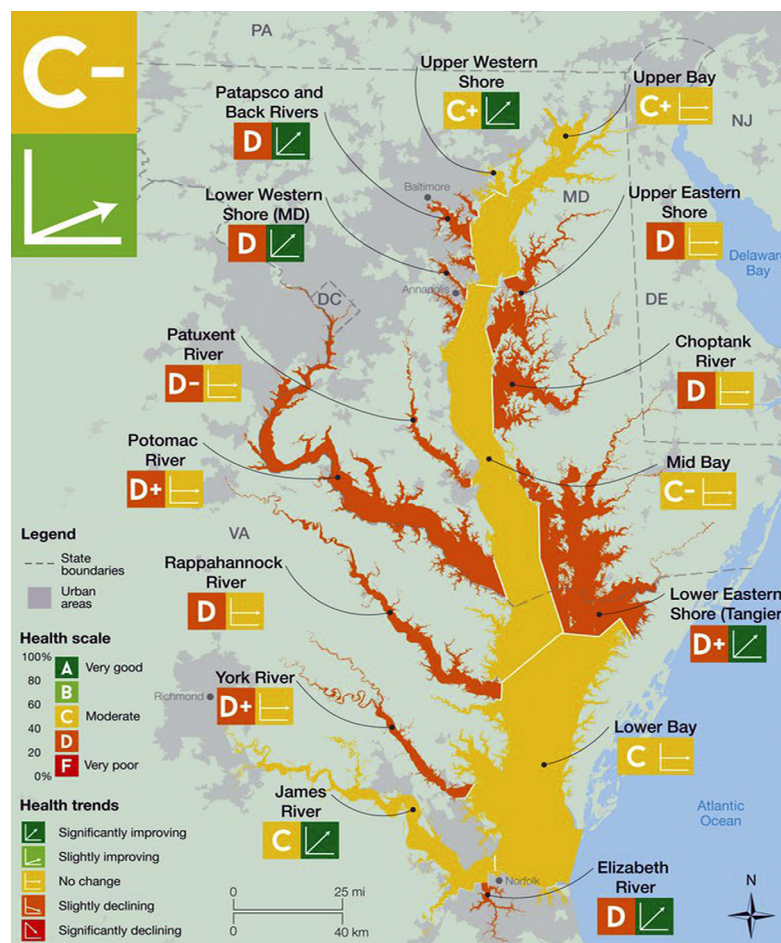 C-
PA
Upper Western
Shore
C+
Upper Bay
C+
Patapsco and
Back Rivers
D
NJ
Baltimore
Lower Western
Shore (MD)
D
MD
Upper Eastern
Shore
D
Delaware
Bay
Annapolis
DC
DE
Patuxent
River
D-
Choptank
River
D
Potomac
River
D+
Mid Bay
C-
Legend
State
boundaries
Urban
areas
VA
Rappahannock
River
D
Lower Eastern
Shore (Tangier
D+
Health scale
100%
80
60
40
20
0%
A Very good
B
C Moderate
D
F Very poor
Richmond
York River
D+
Lower Bay
C
James
River
C
Atlantic
Ocean
Health trends
Significantly improving
Slightly improving
No change
Slightly declining
Significantly declining
0 25 mi
0 40 km
Norfolk
Elizabeth
River
D
N